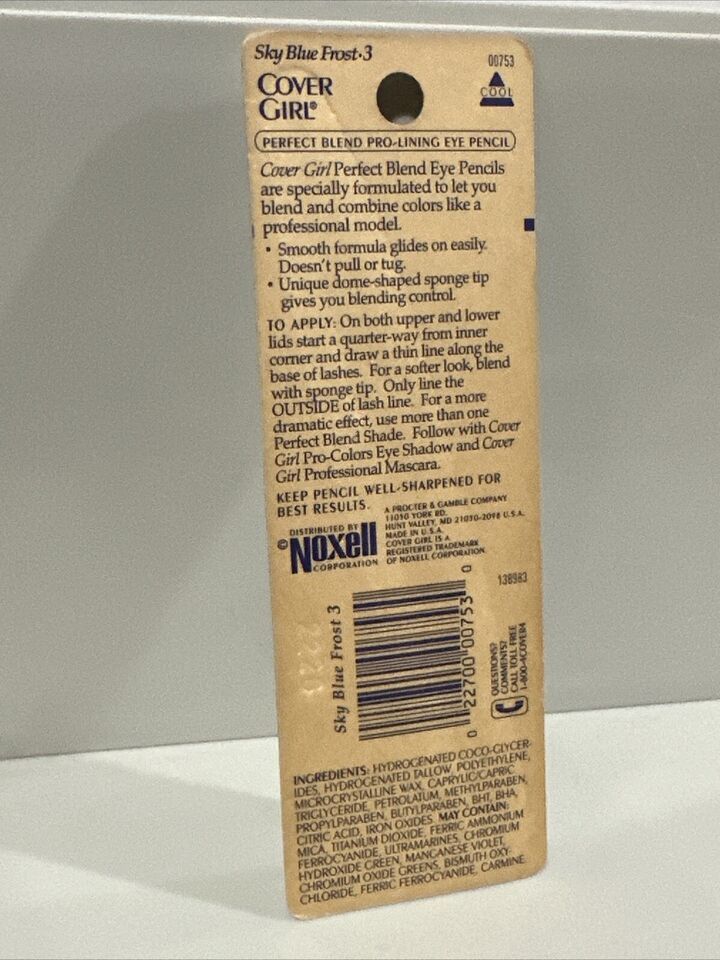 Sky Blue Frost•3
00753
COVER
GIRL®
COOL
PERFECT BLEND PRO-LINING EYE PENCIL
Cover Girl Perfect Blend Eye Pencils
are specially formulated to let you
blend and combine colors like a
professional model.
• Smooth formula glides on easily.
Doesn't pull or tug.
• Unique dome-shaped sponge tip
gives you blending control.
TO APPLY: On both upper and lower
lids start a quarter-way from inner
corner and draw a thin line along the
base of lashes. For a softer look, blend
with sponge tip. Only line the
OUTSIDE of lash line. For a more
dramatic effect, use more than one
Perfect Blend Shade. Follow with Cover
Girl Pro-Colors Eye Shadow and Cover
Girl Professional Mascara.
KEEP PENCIL WELL-SHARPENED FOR
BEST RESULTS.
DISTRIBUTED BY
© Noxell
CORPORATION
A PROCTER & GAMBLE COMPANY
11050 YORK RD.
HUNT VALLEY, MD 21030-2098 U.S.A.
MADE IN U.S.A.
COVER GIRL IS A
REGISTERED TRADEMARK
OF NOXELL CORPORATION
138983
Sky Blue Frost 3
0 22700 00753 0
QUESTIONS?
COMMENTS?
CALL TOLL FREE
1-800-4COVER4
INGREDIENTS: HYDROGENATED COCO-GLYCER-
IDES, HYDROGENATED TALLOW, POLYETHYLENE,
MICROCRYSTALLINE WAX, CAPRYLIC/CAPRIC
TRIGLYCERIDE, PETROLATUM, METHYLPARABEN,
PROPYLPARABEN, BUTYLPARABEN, BHT, BHA,
CITRIC ACID, IRON OXIDES. MAY CONTAIN:
MICA, TITANIUM DIOXIDE, FERRIC AMMONIUM
FERROCYANIDE, ULTRAMARINES, CHROMIUM
HYDROXIDE GREEN, MANGANESE VIOLET,
CHROMIUM OXIDE GREENS, BISMUTH OXY-
CHLORIDE, FERRIC FERROCYANIDE, CARMINE.